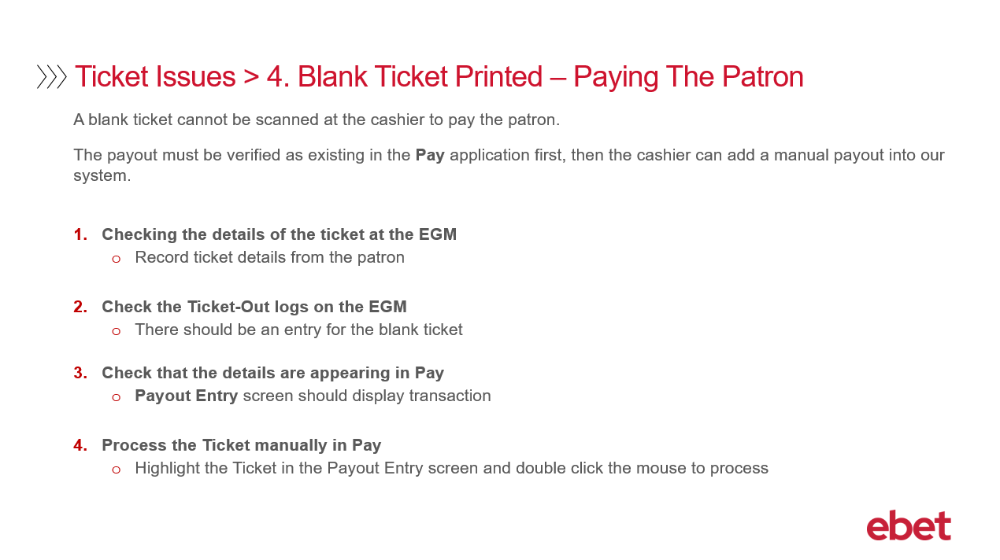 Ticket Issues > 4. Blank Ticket Printed – Paying The Patron
A blank ticket cannot be scanned at the cashier to pay the patron.
The payout must be verified as existing in the Pay application first, then the cashier can add a manual payout into our
system.
1. Checking the details of the ticket at the EGM
o Record ticket details from the patron
2. Check the Ticket-Out logs on the EGM
o There should be an entry for the blank ticket
3. Check that the details are appearing in Pay
o Payout Entry screen should display transaction
4. Process the Ticket manually in Pay
o Highlight the Ticket in the Payout Entry screen and double click the mouse to process
ebet